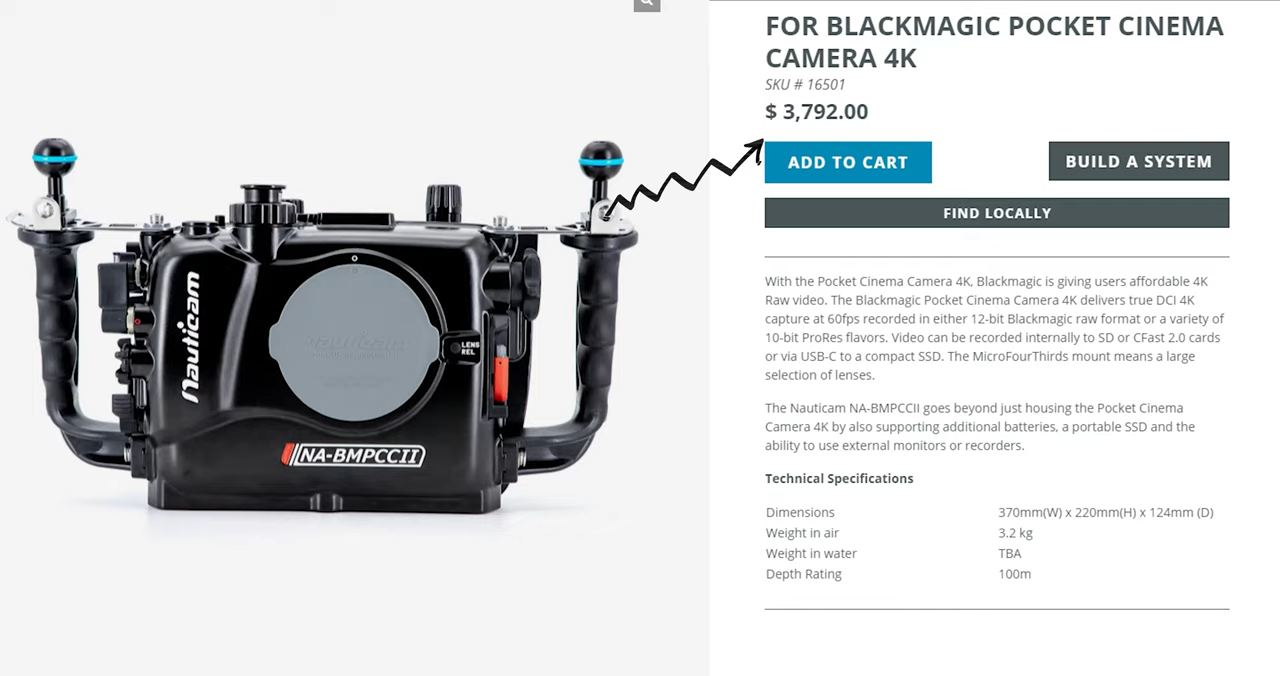 FOR BLACKMAGIC POCKET CINEMA
CAMERA 4K
SKU # 16501
$ 3,792.00
ADD TO CART
BUILD A SYSTEM
FIND LOCALLY
With the Pocket Cinema Camera 4K, Blackmagic is giving users affordable 4K
Raw video. The Blackmagic Pocket Cinema Camera 4K delivers true DCI 4K
capture at 60fps recorded in either 12-bit Blackmagic raw format or a variety of
10-bit ProRes flavors. Video can be recorded internally to SD or CFast 2.0 cards
or via USB-C to a compact SSD. The MicroFourThirds mount means a large
selection of lenses.
The Nauticam NA-BMPCCII goes beyond just housing the Pocket Cinema
Camera 4K by also supporting additional batteries, a portable SSD and the
ability to use external monitors or recorders.
Technical Specifications
Dimensions 370mm(W) x 220mm(H) x 124mm (D)
Weight in air 3.2 kg
Weight in water TBA
Depth Rating 100m
Nauticam
nauticam
LENS
REL
NA-BMPCCII